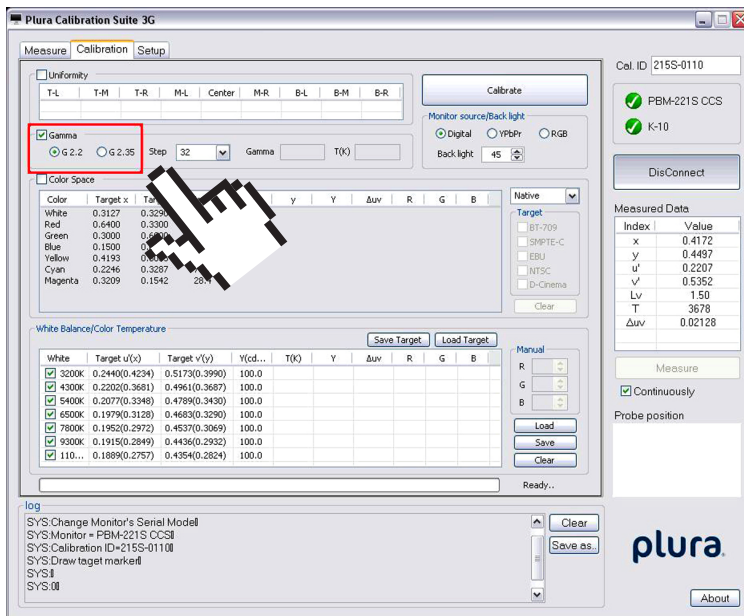 Plura Calibration Suite 3G
Measure Calibration Setup
Cal. ID 215S-0110
Uniformity
T-L T-M T-R M-L Center M-R B-L B-M B-R
Calibrate
PBM-221S CCS
K-10
Monitor source/Back light
Digital YPbPr RGB
Back light 45
Gamma
G 2.2 G 2.35 Step 32 Gamma T(K)
DisConnect
Color Space
Color Target x Tar y Y Δuv R G B
White 0.3127 0.3290
Red 0.6400 0.3300
Green 0.3000
Blue 0.1500
Yellow 0.4193
Cyan 0.2246 0.3287
Magenta 0.3209 0.1542 28.4
Native
Target
BT-709
SMPTE-C
EBU
NTSC
D-Cinema
Clear
Measured Data
Index Value
x 0.4172
y 0.4497
u' 0.2207
v' 0.5352
Lv 1.50
T 3678
Δuv 0.02128
White Balance/Color Temperature
Save Target Load Target
White Target u'(x) Target v'(y) Y(cd... T(K) Y Δuv R G B
3200K 0.2440(0.4234) 0.5173(0.3990) 100.0
4300K 0.2202(0.3681) 0.4961(0.3687) 100.0
5400K 0.2077(0.3348) 0.4789(0.3430) 100.0
6500K 0.1979(0.3128) 0.4683(0.3290) 100.0
7800K 0.1952(0.2972) 0.4537(0.3069) 100.0
9300K 0.1915(0.2849) 0.4436(0.2932) 100.0
110... 0.1889(0.2757) 0.4354(0.2824) 100.0
Manual
R
G
B
Load
Save
Clear
Measure
Continuously
Probe position
Ready..
log
SYS:Change Monitor's Serial Model
SYS:Monitor = PBM-221S CCS
SYS:Calibration ID=215S-0110
SYS:Draw taget marker
SYS:
SYS:0
Clear
Save as..
plura
About